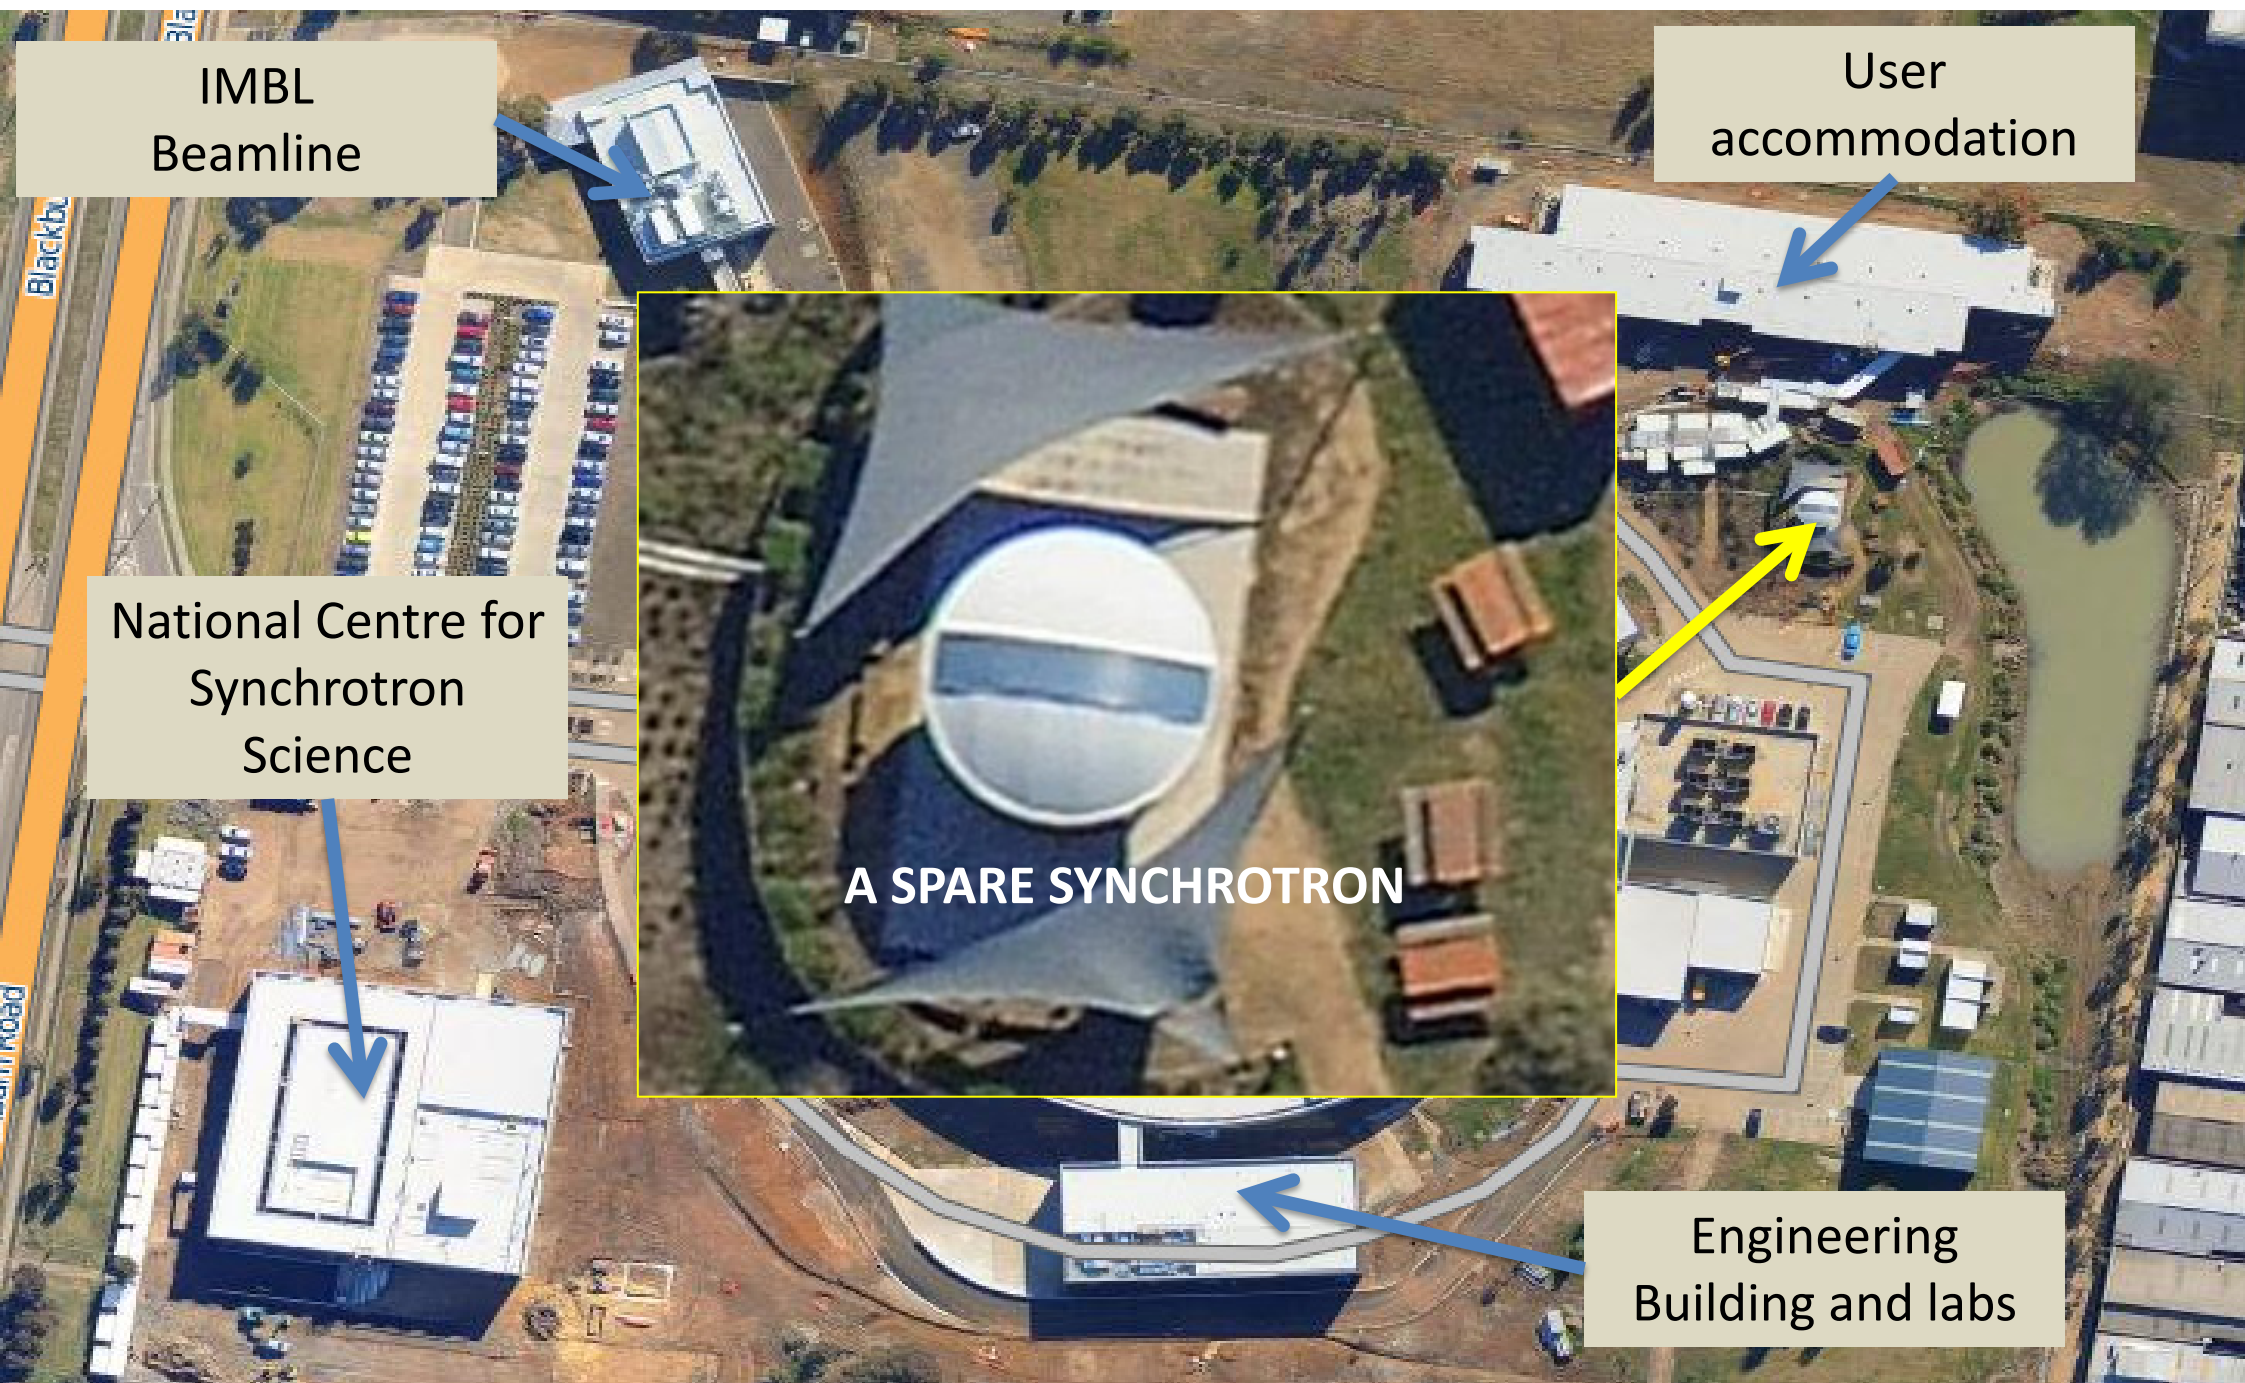 IMBL
Beamline
User
accommodation
National Centre for
Synchrotron
Science
A SPARE SYNCHROTRON
Engineering
Building and labs